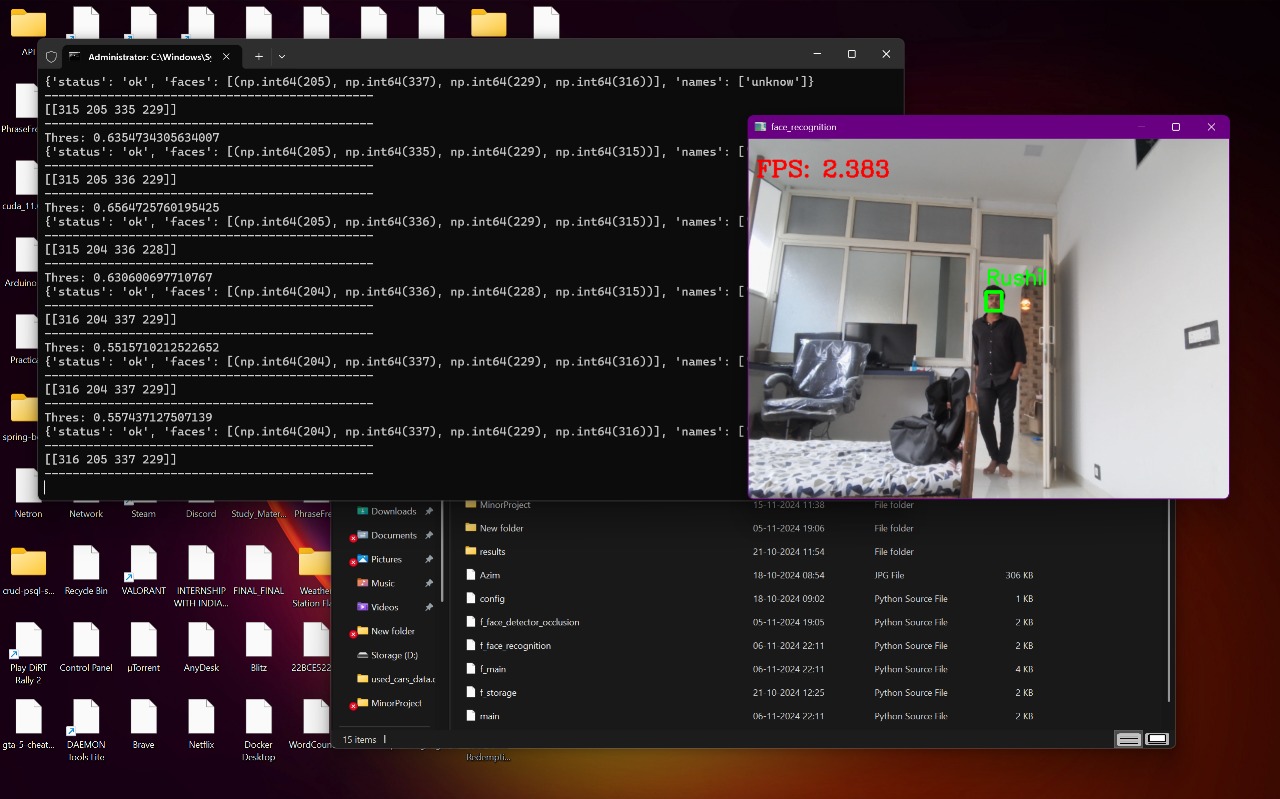 API
Administrator: C:\Windows\Sy
{'status': 'ok', 'faces': [(np.int64(205), np.int64(337), np.int64(229), np.int64(316))], 'names': ['unknow']}
--------------------------------------------------
[[315 205 335 229]]
--------------------------------------------------
Thres: 0.6354734305634007
{'status': 'ok', 'faces': [(np.int64(205), np.int64(335), np.int64(229), np.int64(315))], 'names': ['
--------------------------------------------------
[[315 205 336 229]]
--------------------------------------------------
Thres: 0.6564725760195425
{'status': 'ok', 'faces': [(np.int64(205), np.int64(336), np.int64(229), np.int64(315))], 'names': ['
--------------------------------------------------
[[315 204 336 228]]
--------------------------------------------------
Thres: 0.630600697710767
{'status': 'ok', 'faces': [(np.int64(204), np.int64(336), np.int64(228), np.int64(315))], 'names': ['
--------------------------------------------------
[[316 204 337 229]]
--------------------------------------------------
Thres: 0.5515710212522652
{'status': 'ok', 'faces': [(np.int64(204), np.int64(337), np.int64(229), np.int64(316))], 'names': ['
--------------------------------------------------
[[316 204 337 229]]
--------------------------------------------------
Thres: 0.557437127507139
{'status': 'ok', 'faces': [(np.int64(204), np.int64(337), np.int64(229), np.int64(316))], 'names': ['
--------------------------------------------------
[[316 205 337 229]]
--------------------------------------------------
face_recognition
FPS: 2.383
Rushil
PhraseFre
cuda_11.
Arduino
Practica
spring-b
Netron
Network
Steam
Discord
Study_Mater...
PhraseFre
crud-psql-s...
Recycle Bin
VALORANT
INTERNSHIP
WITH INDIA...
FINAL_FINAL
Weathe
Station Fl
Play DiRT
Rally 2
Control Panel
µTorrent
AnyDesk
Blitz
22BCE522
gta-5-cheat...
DAEMON
Tools Lite
Brave
Netflix
Docker
Desktop
WordCoun
Redempti...
Downloads
Documents
Pictures
Music
Videos
New folder
Storage (D:)
used_cars_data.c
MinorProject
MinorProject 15-11-2024 11:38 File folder
New folder 05-11-2024 19:06 File folder
results 21-10-2024 11:54 File folder
Azim 18-10-2024 08:54 JPG File 306 KB
config 18-10-2024 09:02 Python Source File 1 KB
f_face_detector_occlusion 05-11-2024 19:05 Python Source File 2 KB
f_face_recognition 06-11-2024 22:11 Python Source File 2 KB
f_main 06-11-2024 22:11 Python Source File 4 KB
f_storage 21-10-2024 12:25 Python Source File 2 KB
main 06-11-2024 22:11 Python Source File 2 KB
15 items